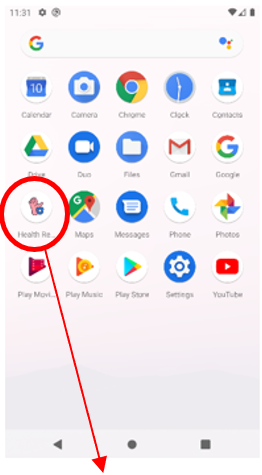 11:31
Calendar Camera Chrome Clock Contacts
Drive Duo Files Gmail Google
Health Re... Maps Messages Phone Photos
Play Movi... Play Music Play Store Settings YouTube